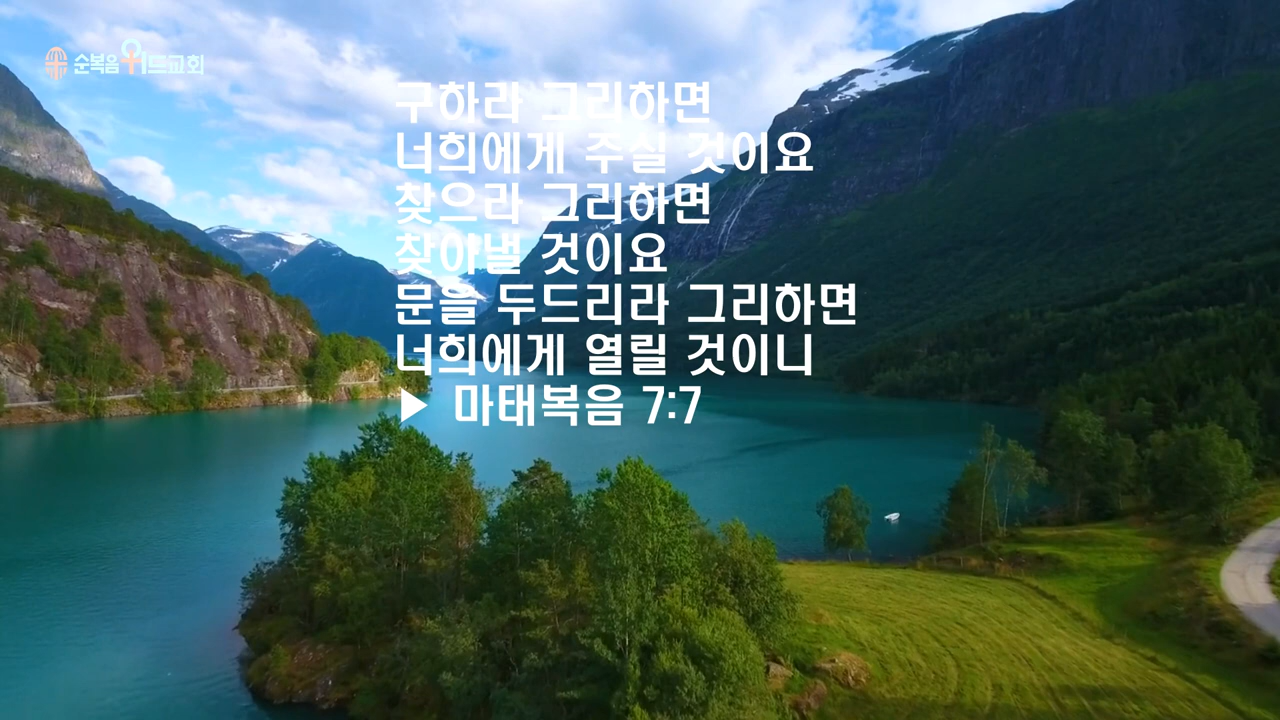 순복음위드교회
구하라 그리하면
너희에게 주실 것이요
찾으라 그리하면
찾아낼 것이요
문을 두드리라 그리하면
너희에게 열릴 것이니
▶ 마태복음 7:7